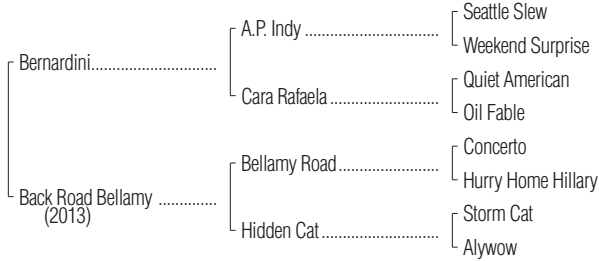 Seattle Slew
A.P. Indy ..............................
Weekend Surprise
Bernardini............................
Quiet American
Cara Rafaela .........................
Oil Fable
Concerto
Bellamy Road.......................
Hurry Home Hillary
Back Road Bellamy .............
(2013)
Storm Cat
Hidden Cat...........................
Alywow